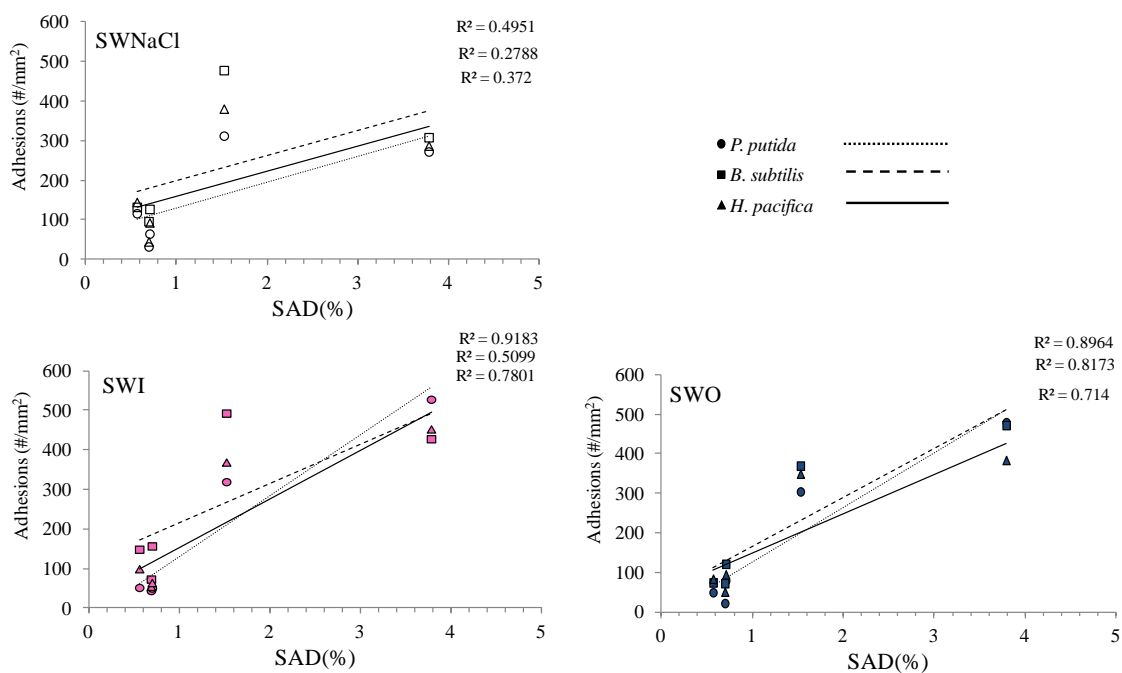 SWNaCl
R² = 0.4951
R² = 0.2788
R² = 0.372
Adhesions (#/mm²)
600
500
400
300
200
100
0
0 1 2 3 4 5
SAD(%)
P. putida
B. subtilis
H. pacifica
SWI
R² = 0.9183
R² = 0.5099
R² = 0.7801
Adhesions (#/mm²)
600
500
400
300
200
100
0
0 1 2 3 4 5
SAD(%)
SWO
R² = 0.8964
R² = 0.8173
R² = 0.714
Adhesions (#/mm²)
600
500
400
300
200
100
0
0 1 2 3 4 5
SAD(%)